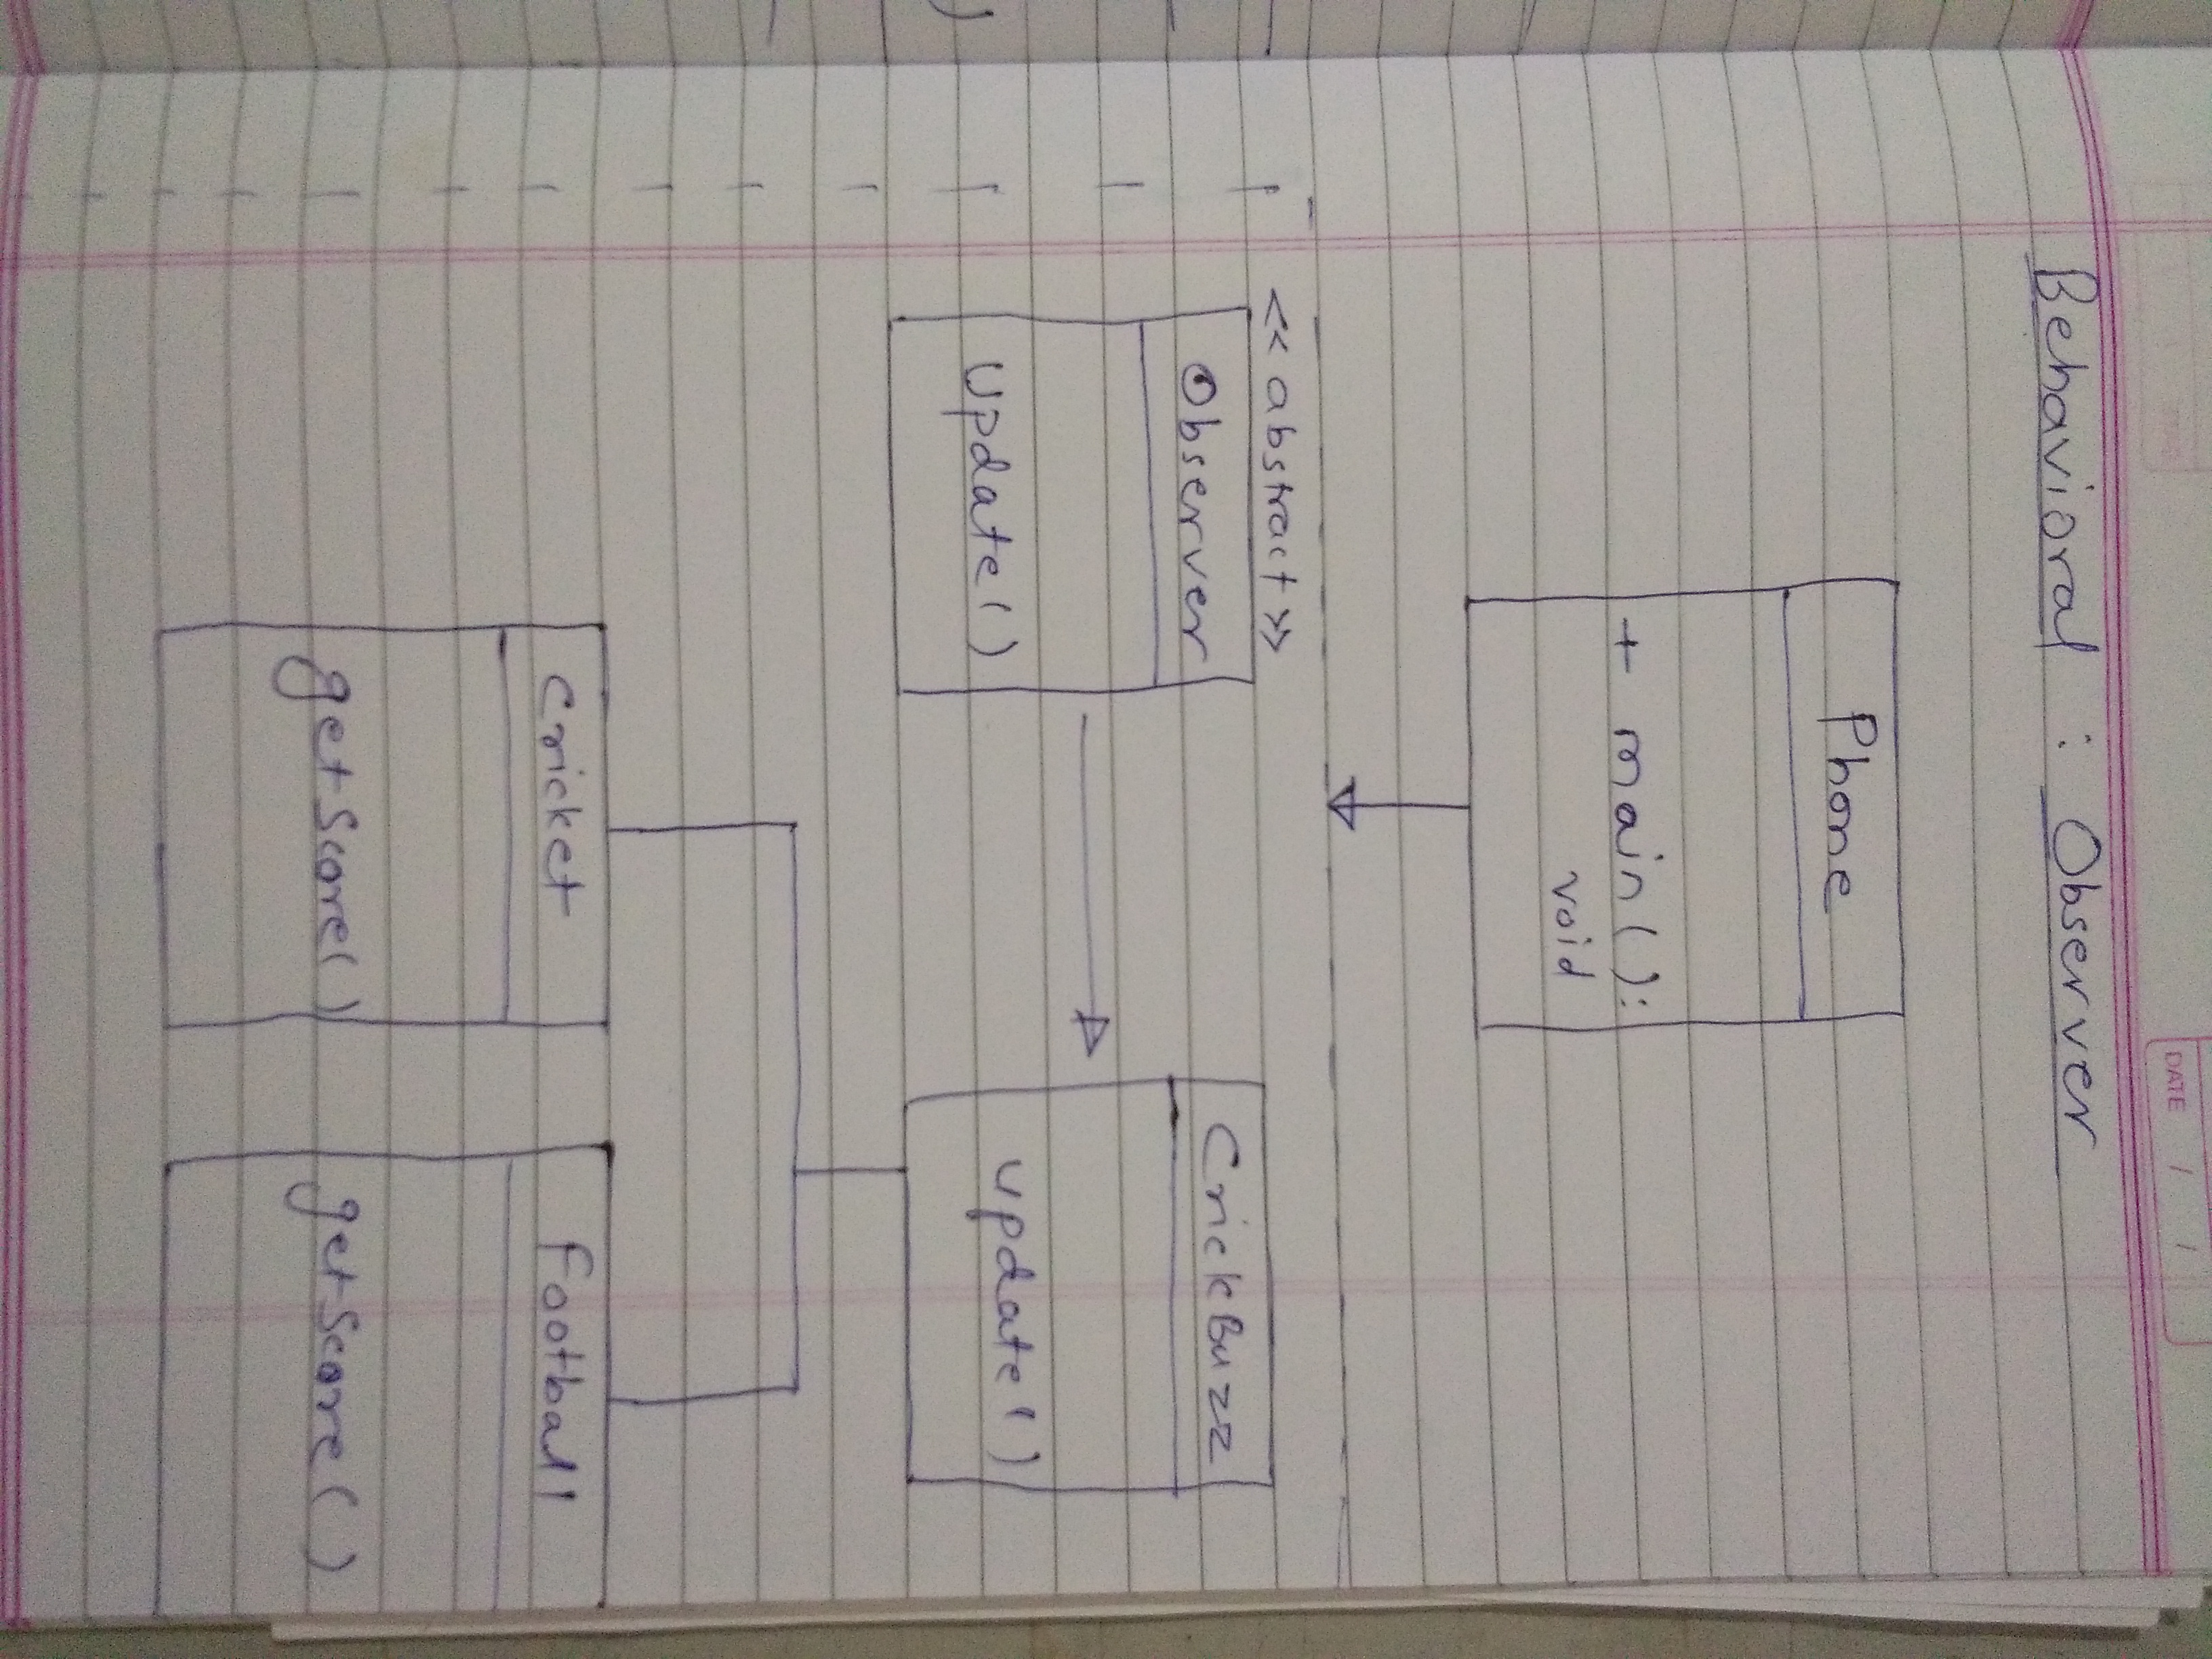 DATE / /
Behavioral : Observer
Phone
+ main():
void
<< abstract >>
Observer
Update()
CrickBuzz
update()
Cricket
getScore()
Football
getScore()